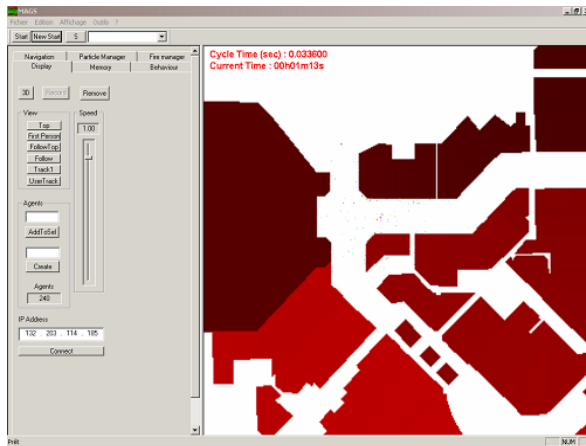 MAGS
Fichier Edition Affichage Outils ?
Start New Start S
Navigation Particle Manager Fire manager
Display Memory Behaviour
3D Record Remove
View
Top
First Person
FollowTop
Follow
Track1
UserTrack
Speed
1.00
Agents
AddToSel
Create
Agents
240
IP Address
132 . 203 . 114 . 185
Connect
Cycle Time (sec) : 0.033600
Current Time : 00h01m13s
Prêt
NUM